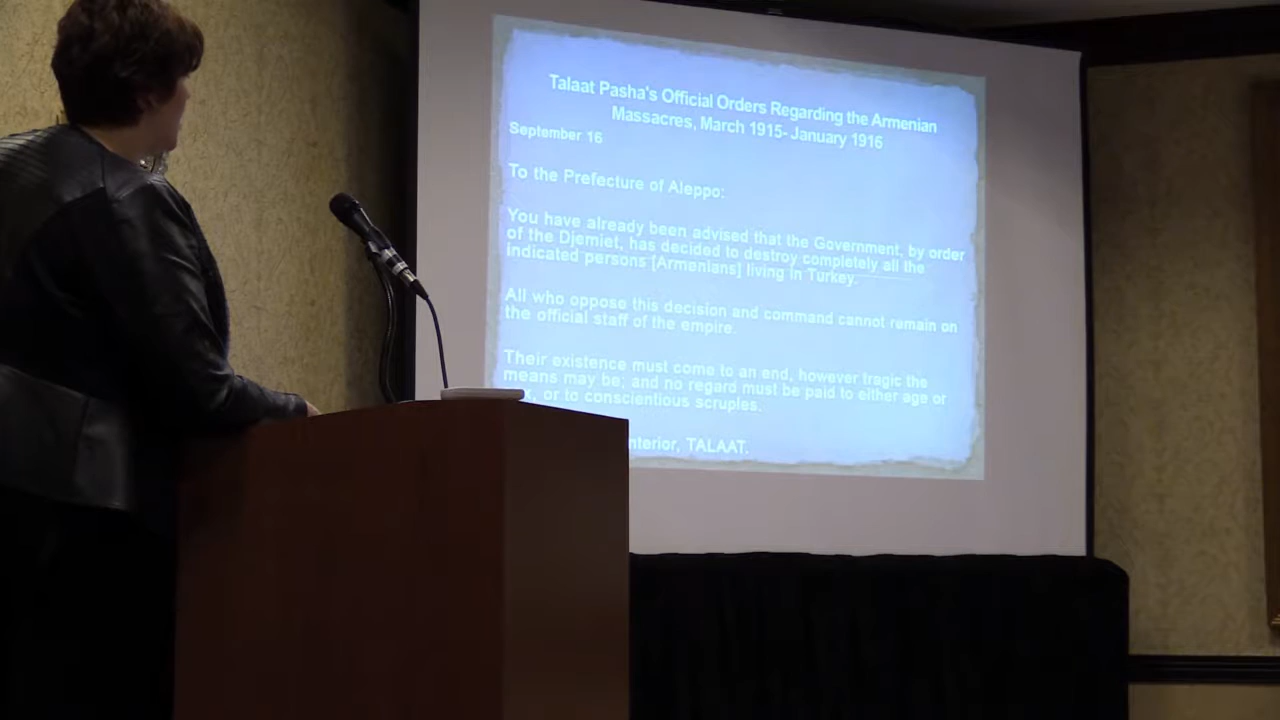 Talaat Pasha's Official Orders Regarding the Armenian
Massacres, March 1915- January 1916
September 16
To the Prefecture of Aleppo:
You have already been advised that the Government, by order
of the Djemiet, has decided to destroy completely all the
indicated persons [Armenians] living in Turkey.
All who oppose this decision and command cannot remain on
the official staff of the empire.
Their existence must come to an end, however tragic the
means may be; and no regard must be paid to either age or
or to conscientious scruples.
TALAAT.